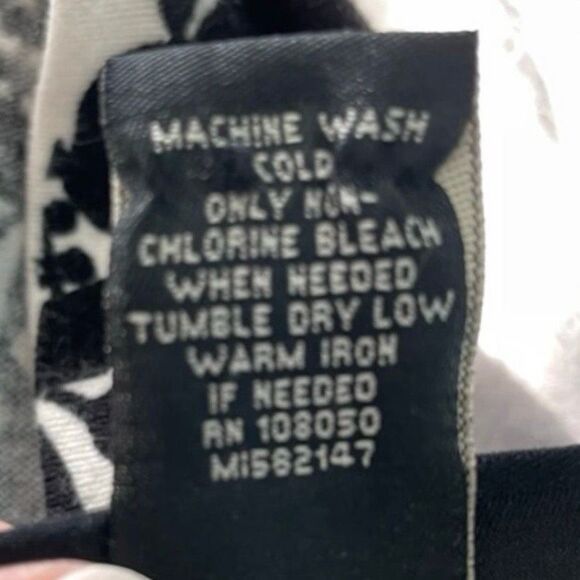 MACHINE WASH
COLD
ONLY NON-
CHLORINE BLEACH
WHEN NEEDED
TUMBLE DRY LOW
WARM IRON
IF NEEDED
RN 108050
MI582147